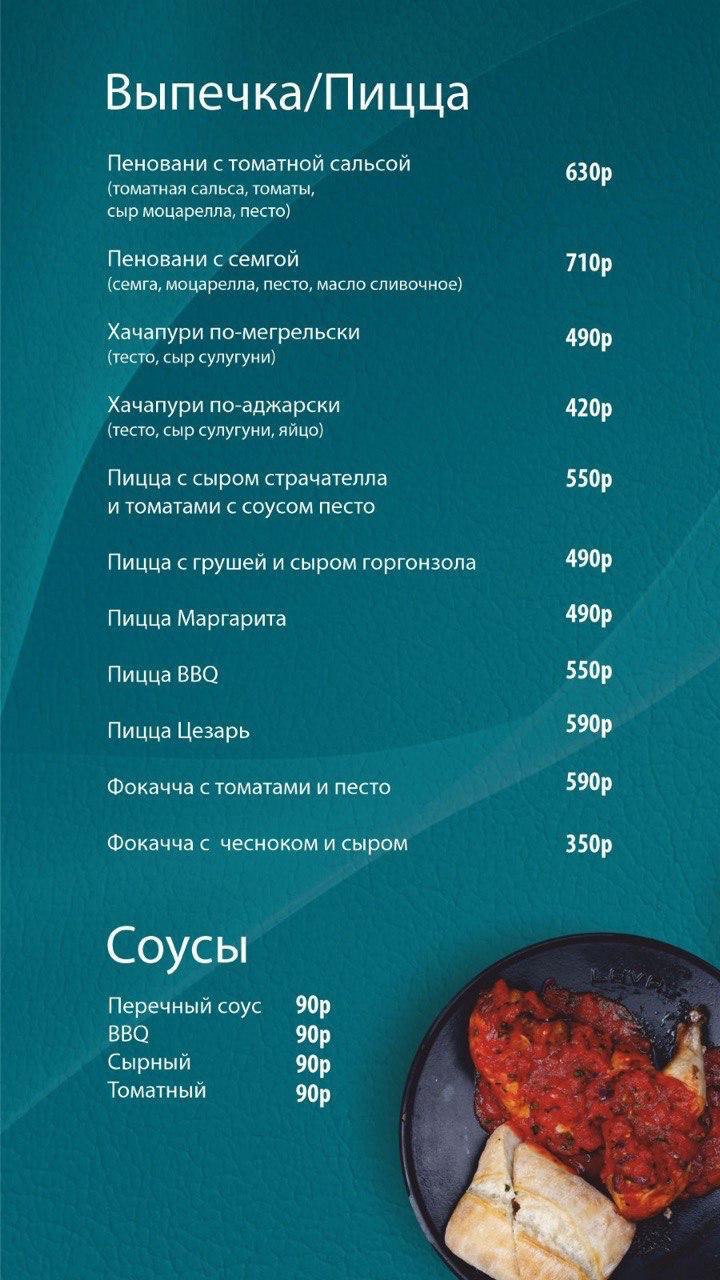 Выпечка/Пицца
Пеновани с томатной сальсой 630р
(томатная сальса, томаты,
сыр моцарелла, песто)
Пеновани с семгой 710р
(семга, моцарелла, песто, масло сливочное)
Хачапури по-мегрельски 490р
(тесто, сыр сулугуни)
Хачапури по-аджарски 420р
(тесто, сыр сулугуни, яйцо)
Пицца с сыром страчателла 550р
и томатами с соусом песто
Пицца с грушей и сыром горгонзола 490р
Пицца Маргарита 490р
Пицца BBQ 550р
Пицца Цезарь 590р
Фокачча с томатами и песто 590р
Фокачча с  чесноком и сыром 350р
Соусы
Перечный соус 90р
BBQ 90р
Сырный 90р
Томатный 90р